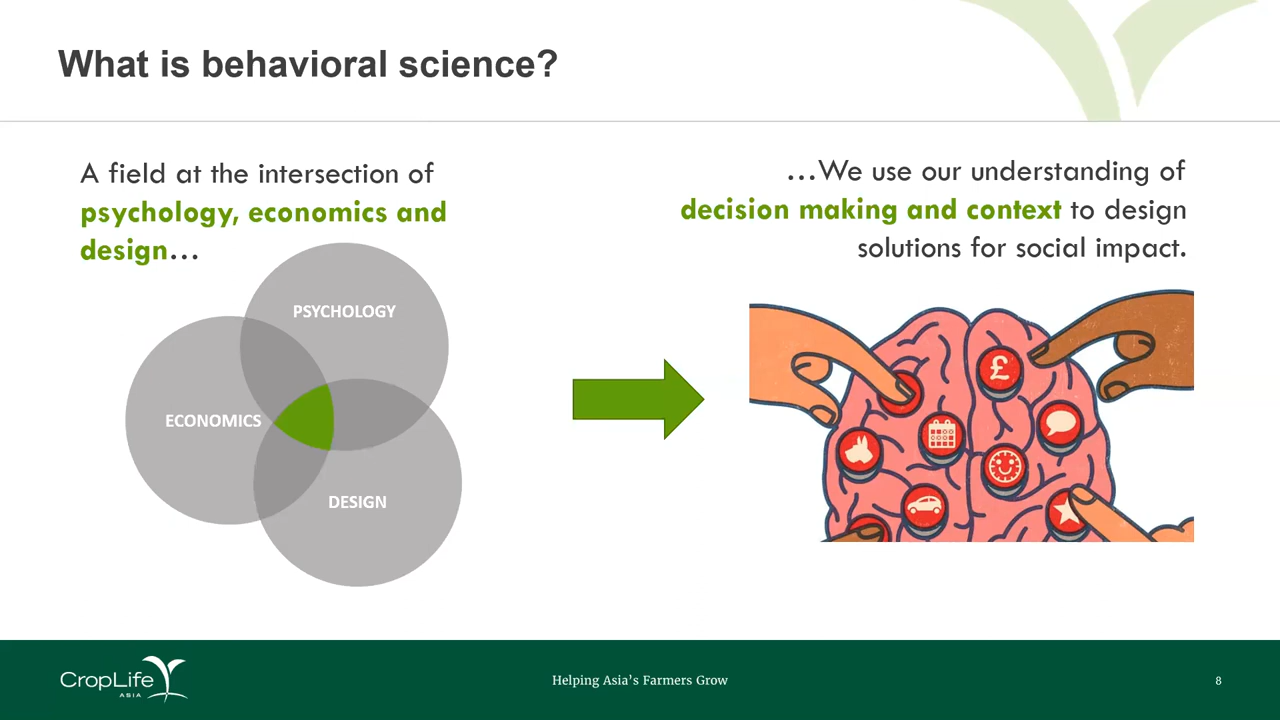 What is behavioral science?
A field at the intersection of
psychology, economics and
design…
…We use our understanding of
decision making and context to design
solutions for social impact.
PSYCHOLOGY
ECONOMICS
DESIGN
£
CropLife
ASIA
Helping Asia's Farmers Grow
8